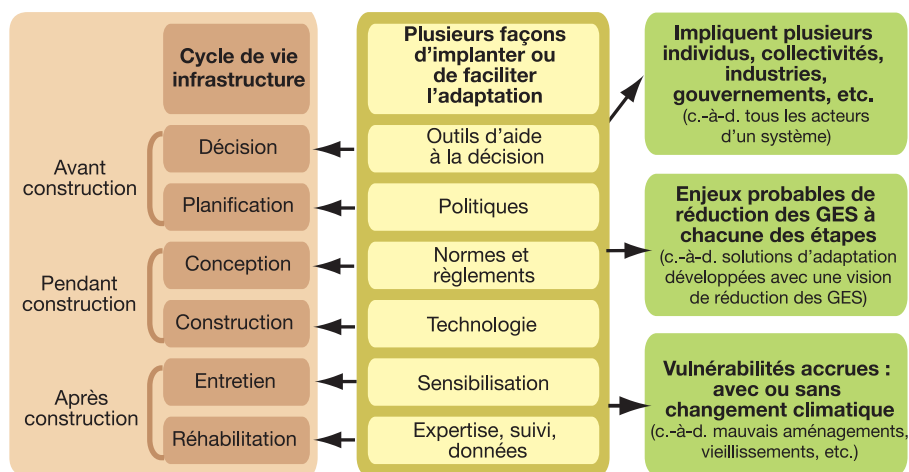 Cycle de vie
infrastructure
Avant
construction
Décision
Planification
Pendant
construction
Conception
Construction
Après
construction
Entretien
Réhabilitation
Plusieurs façons
d'implanter ou
de faciliter
l'adaptation
Outils d'aide
à la décision
Politiques
Normes et
règlements
Technologie
Sensibilisation
Expertise, suivi,
données
Impliquent plusieurs
individus, collectivités,
industries,
gouvernements, etc.
(c.-à-d. tous les acteurs
d'un système)
Enjeux probables de
réduction des GES à
chacune des étapes
(c.-à-d. solutions d'adaptation
développées avec une vision
de réduction des GES)
Vulnérabilités accrues :
avec ou sans
changement climatique
(c.-à-d. mauvais aménagements,
vieillissements, etc.)